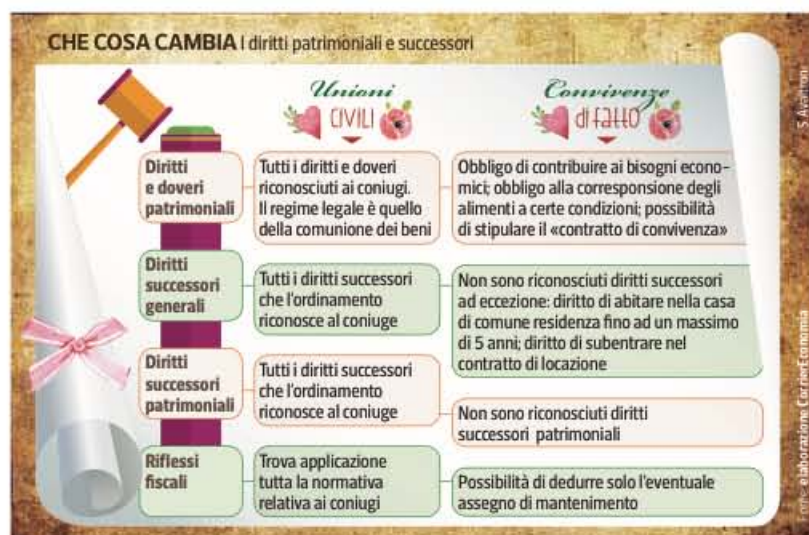 CHE COSA CAMBIA I diritti patrimoniali e successori
Unioni
CIVILI
Convivenze
di fatto
Diritti
e doveri
patrimoniali
Tutti i diritti e doveri
riconosciuti ai coniugi.
Il regime legale è quello
della comunione dei beni
Obbligo di contribuire ai bisogni econo-
mici; obbligo alla corresponsione degli
alimenti a certe condizioni; possibilità
di stipulare il «contratto di convivenza»
Diritti
successori
generali
Tutti i diritti successori
che l'ordinamento
riconosce al coniuge
Non sono riconosciuti diritti successori
ad eccezione: diritto di abitare nella casa
di comune residenza fino ad un massimo
di 5 anni; diritto di subentrare nel
contratto di locazione
Diritti
successori
patrimoniali
Tutti i diritti successori
che l'ordinamento
riconosce al coniuge
Non sono riconosciuti diritti
successori patrimoniali
Riflessi
fiscali
Trova applicazione
tutta la normativa
relativa ai coniugi
Possibilità di dedurre solo l'eventuale
assegno di mantenimento
elaborazione CorrierEconomia